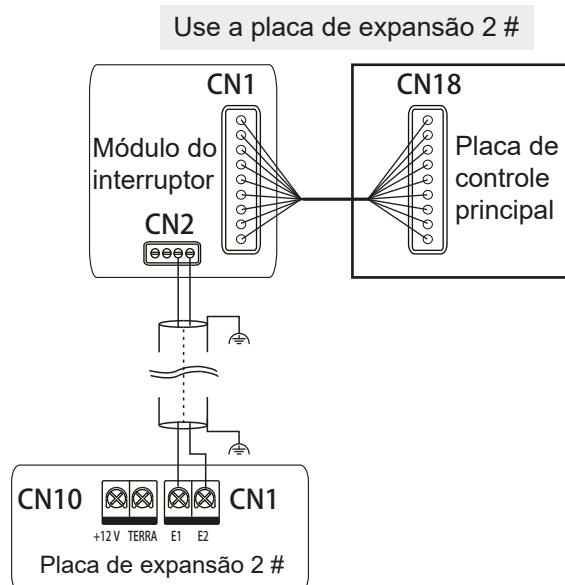 Use a placa de expansão 2 #
CN1
CN18
Módulo do
interruptor
Placa de
controle
principal
CN2
CN10
CN1
+12 V TERRA E1 E2
Placa de expansão 2 #